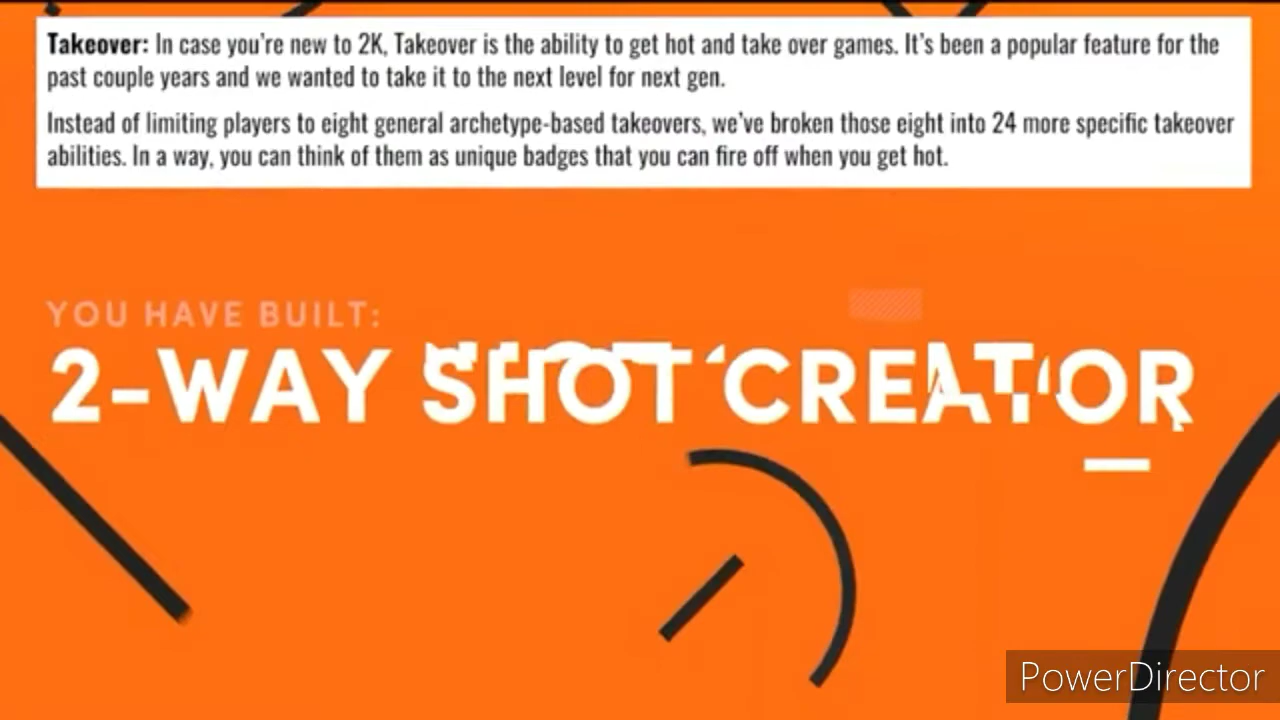 Takeover: In case you're new to 2K, Takeover is the ability to get hot and take over games. It's been a popular feature for the
past couple years and we wanted to take it to the next level for next gen.
Instead of limiting players to eight general archetype-based takeovers, we've broken those eight into 24 more specific takeover
abilities. In a way, you can think of them as unique badges that you can fire off when you get hot.
YOU HAVE BUILT:
2-WAY SHOT CREATOR
PowerDirector